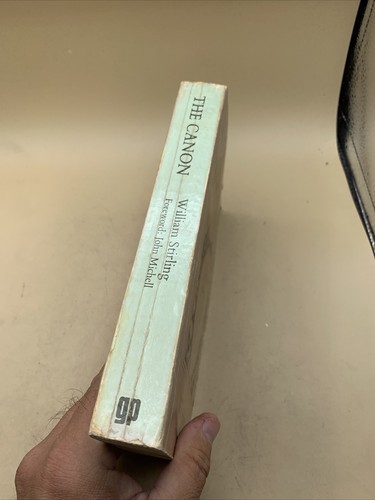 THE CANON
William Stirling
Foreword: John Michell
gp